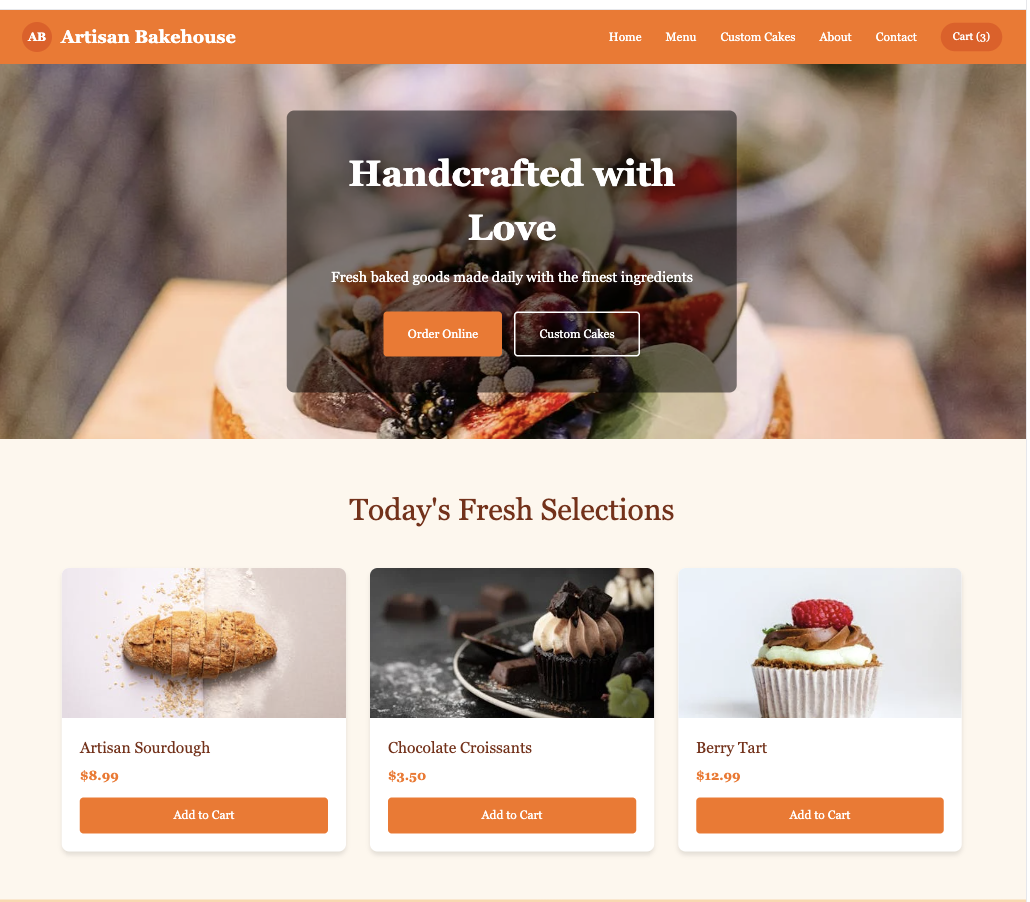 AB Artisan Bakehouse Home Menu Custom Cakes About Contact Cart (3)
Handcrafted with
Love
Fresh baked goods made daily with the finest ingredients
Order Online Custom Cakes
Today's Fresh Selections
Artisan Sourdough Chocolate Croissants Berry Tart
$8.99 $3.50 $12.99
Add to Cart Add to Cart Add to Cart